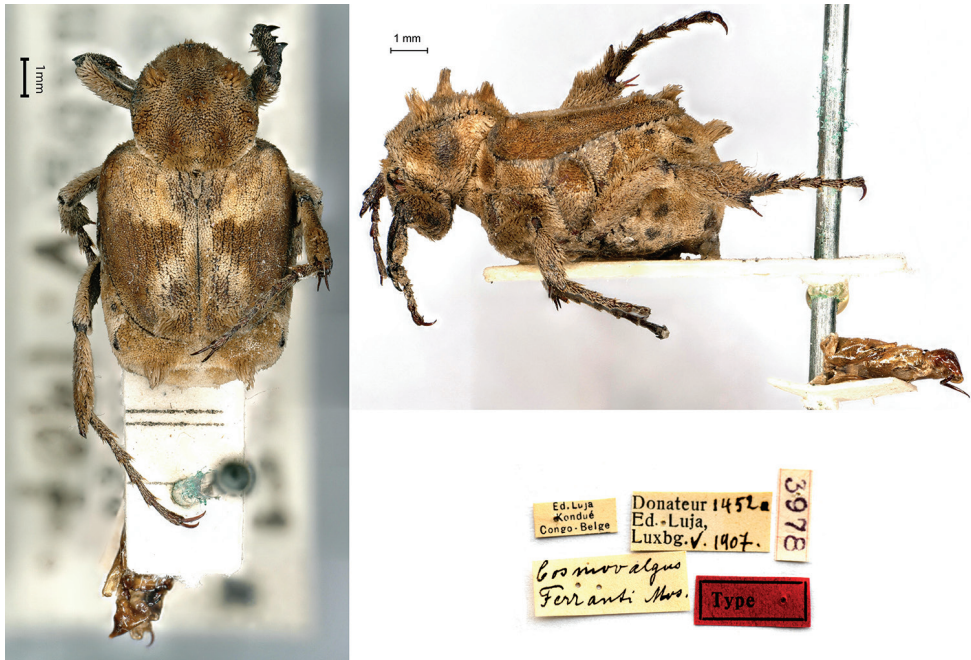 1 mm
1 mm
Ed. Luja
Kondué
Congo-Belge
Donateur 1452a
Ed. Luja,
Luxbg. V. 1907.
3978
Cosmovalgus
Ferranti Mos.
Type